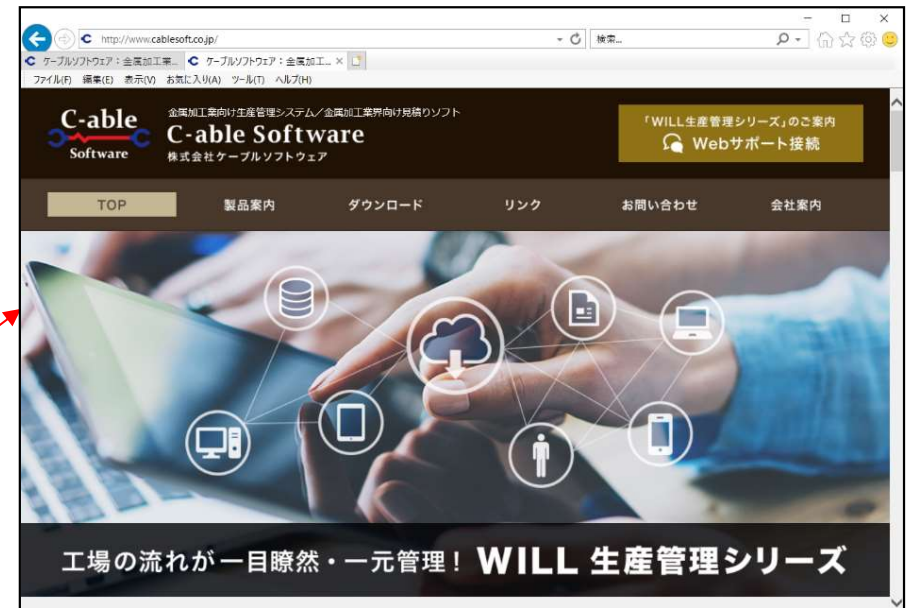 http://www.cablesoft.co.jp/
検索...
ケーブルソフトウェア：金属加工業...
ケーブルソフトウェア：金属加工... ×
ファイル(F) 編集(E) 表示(V) お気に入り(A) ツール(T) ヘルプ(H)
C-able
Software
金属加工業向け生産管理システム／金属加工業界向け見積りソフト
C-able Software
株式会社ケーブルソフトウェア
「WILL生産管理シリーズ」のご案内
Webサポート接続
TOP
製品案内
ダウンロード
リンク
お問い合わせ
会社案内
工場の流れが一目瞭然・一元管理！ WILL 生産管理シリーズ